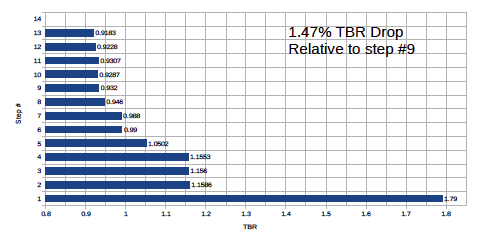 1.47% TBR Drop
Relative to step #9
Step #
14
13 0.9183
12 0.9228
11 0.9307
10 0.9287
9 0.932
8 0.946
7 0.988
6 0.99
5 1.0502
4 1.1553
3 1.156
2 1.1586
1 1.79
0.8 0.9 1 1.1 1.2 1.3 1.4 1.5 1.6 1.7 1.8
TBR